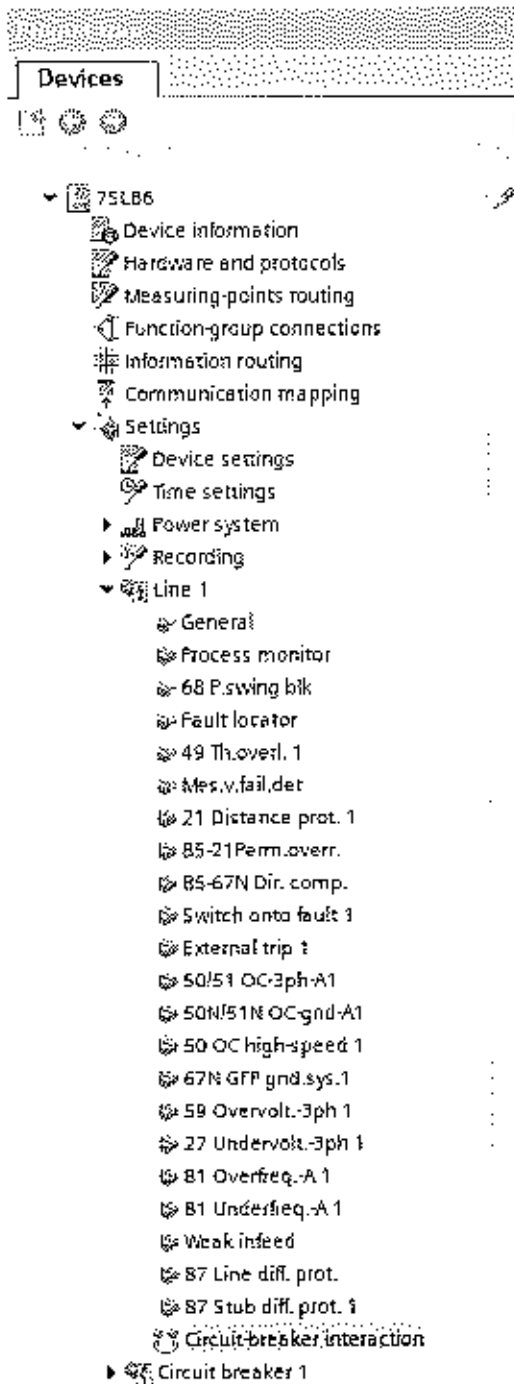 Devices
7SL86
Device information
Hardware and protocols
Measuring-points routing
Function-group connections
Information routing
Communication mapping
Settings
Device settings
Time settings
Power system
Recording
Line 1
General
Process monitor
68 P.swing blk
Fault locator
49 Th.overl. 1
Mes.v.fail.det
21 Distance prot. 1
85-21Perm.overr.
85-67N Dir. comp.
Switch onto fault 1
External trip 1
50/51 OC-3ph-A1
50N/51N OC-gnd-A1
50 OC high-speed 1
67N GFP gnd.sys.1
59 Overvolt.-3ph 1
27 Undervolt.-3ph 1
81 Overfreq.-A 1
81 Underfreq.-A 1
Weak infeed
87 Line diff. prot.
87 Stub diff. prot. 1
Circuit-breaker interaction
Circuit breaker 1